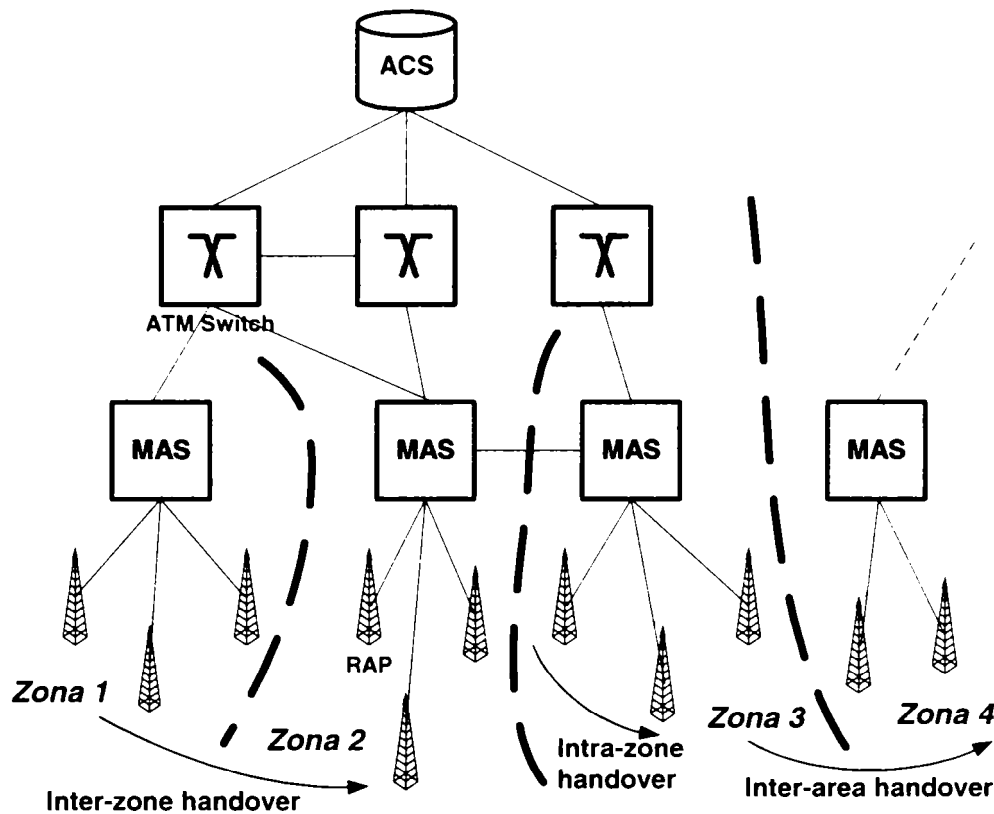 ACS
ATM Switch
MAS
MAS
MAS
MAS
RAP
Zona 1
Zona 2
Zona 3
Zona 4
Intra-zone
handover
Inter-zone handover
Inter-area handover